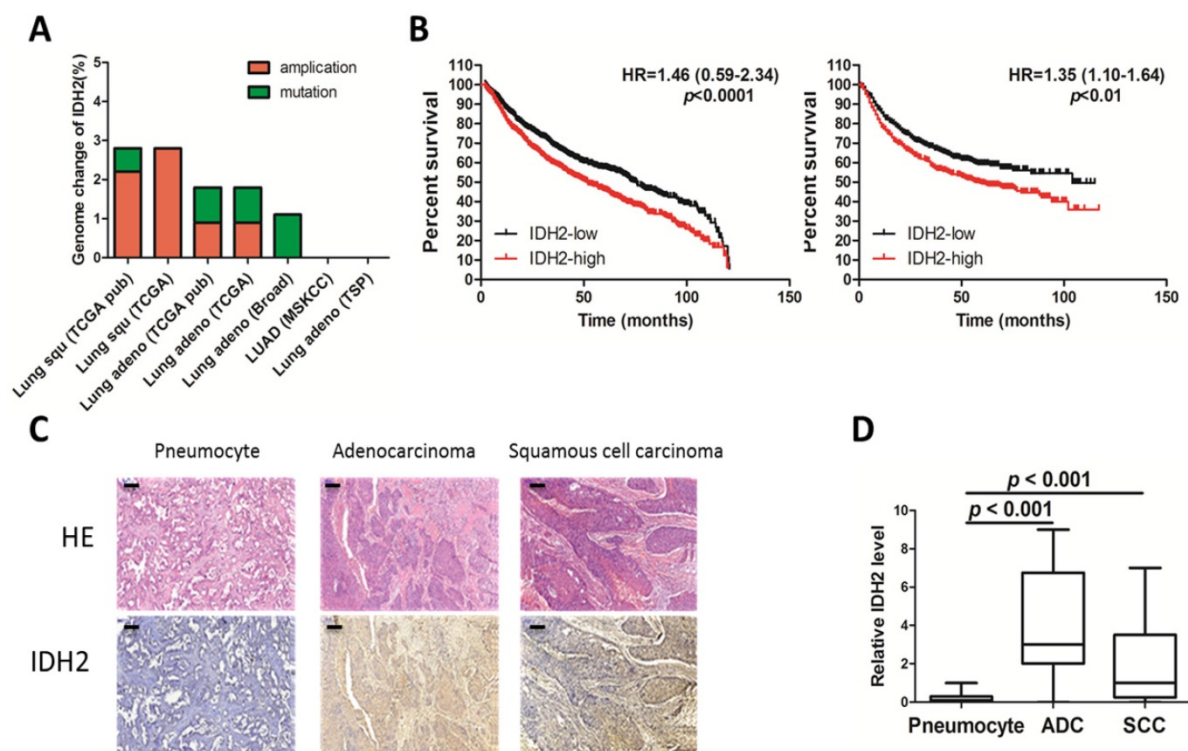 A
Genome change of IDH2(%)
5
4
3
2
1
0
amplication
mutation
Lung squ (TCGA pub)
Lung squ (TCGA)
Lung adeno (TCGA pub)
Lung adeno (TCGA)
Lung adeno (Broad)
LUAD (MSKCC)
Lung adeno (TSP)
B
Percent survival
110
100
90
80
70
60
50
40
30
20
10
0
HR=1.46 (0.59-2.34)
p<0.0001
IDH2-low
IDH2-high
0 50 100 150
Time (months)
Percent survival
110
100
90
80
70
60
50
40
30
20
10
0
HR=1.35 (1.10-1.64)
p<0.01
IDH2-low
IDH2-high
0 50 100 150
Time (months)
C
Pneumocyte Adenocarcinoma Squamous cell carcinoma
HE
IDH2
D
Relative IDH2 level
10
8
6
4
2
0
p < 0.001
p < 0.001
Pneumocyte ADC SCC